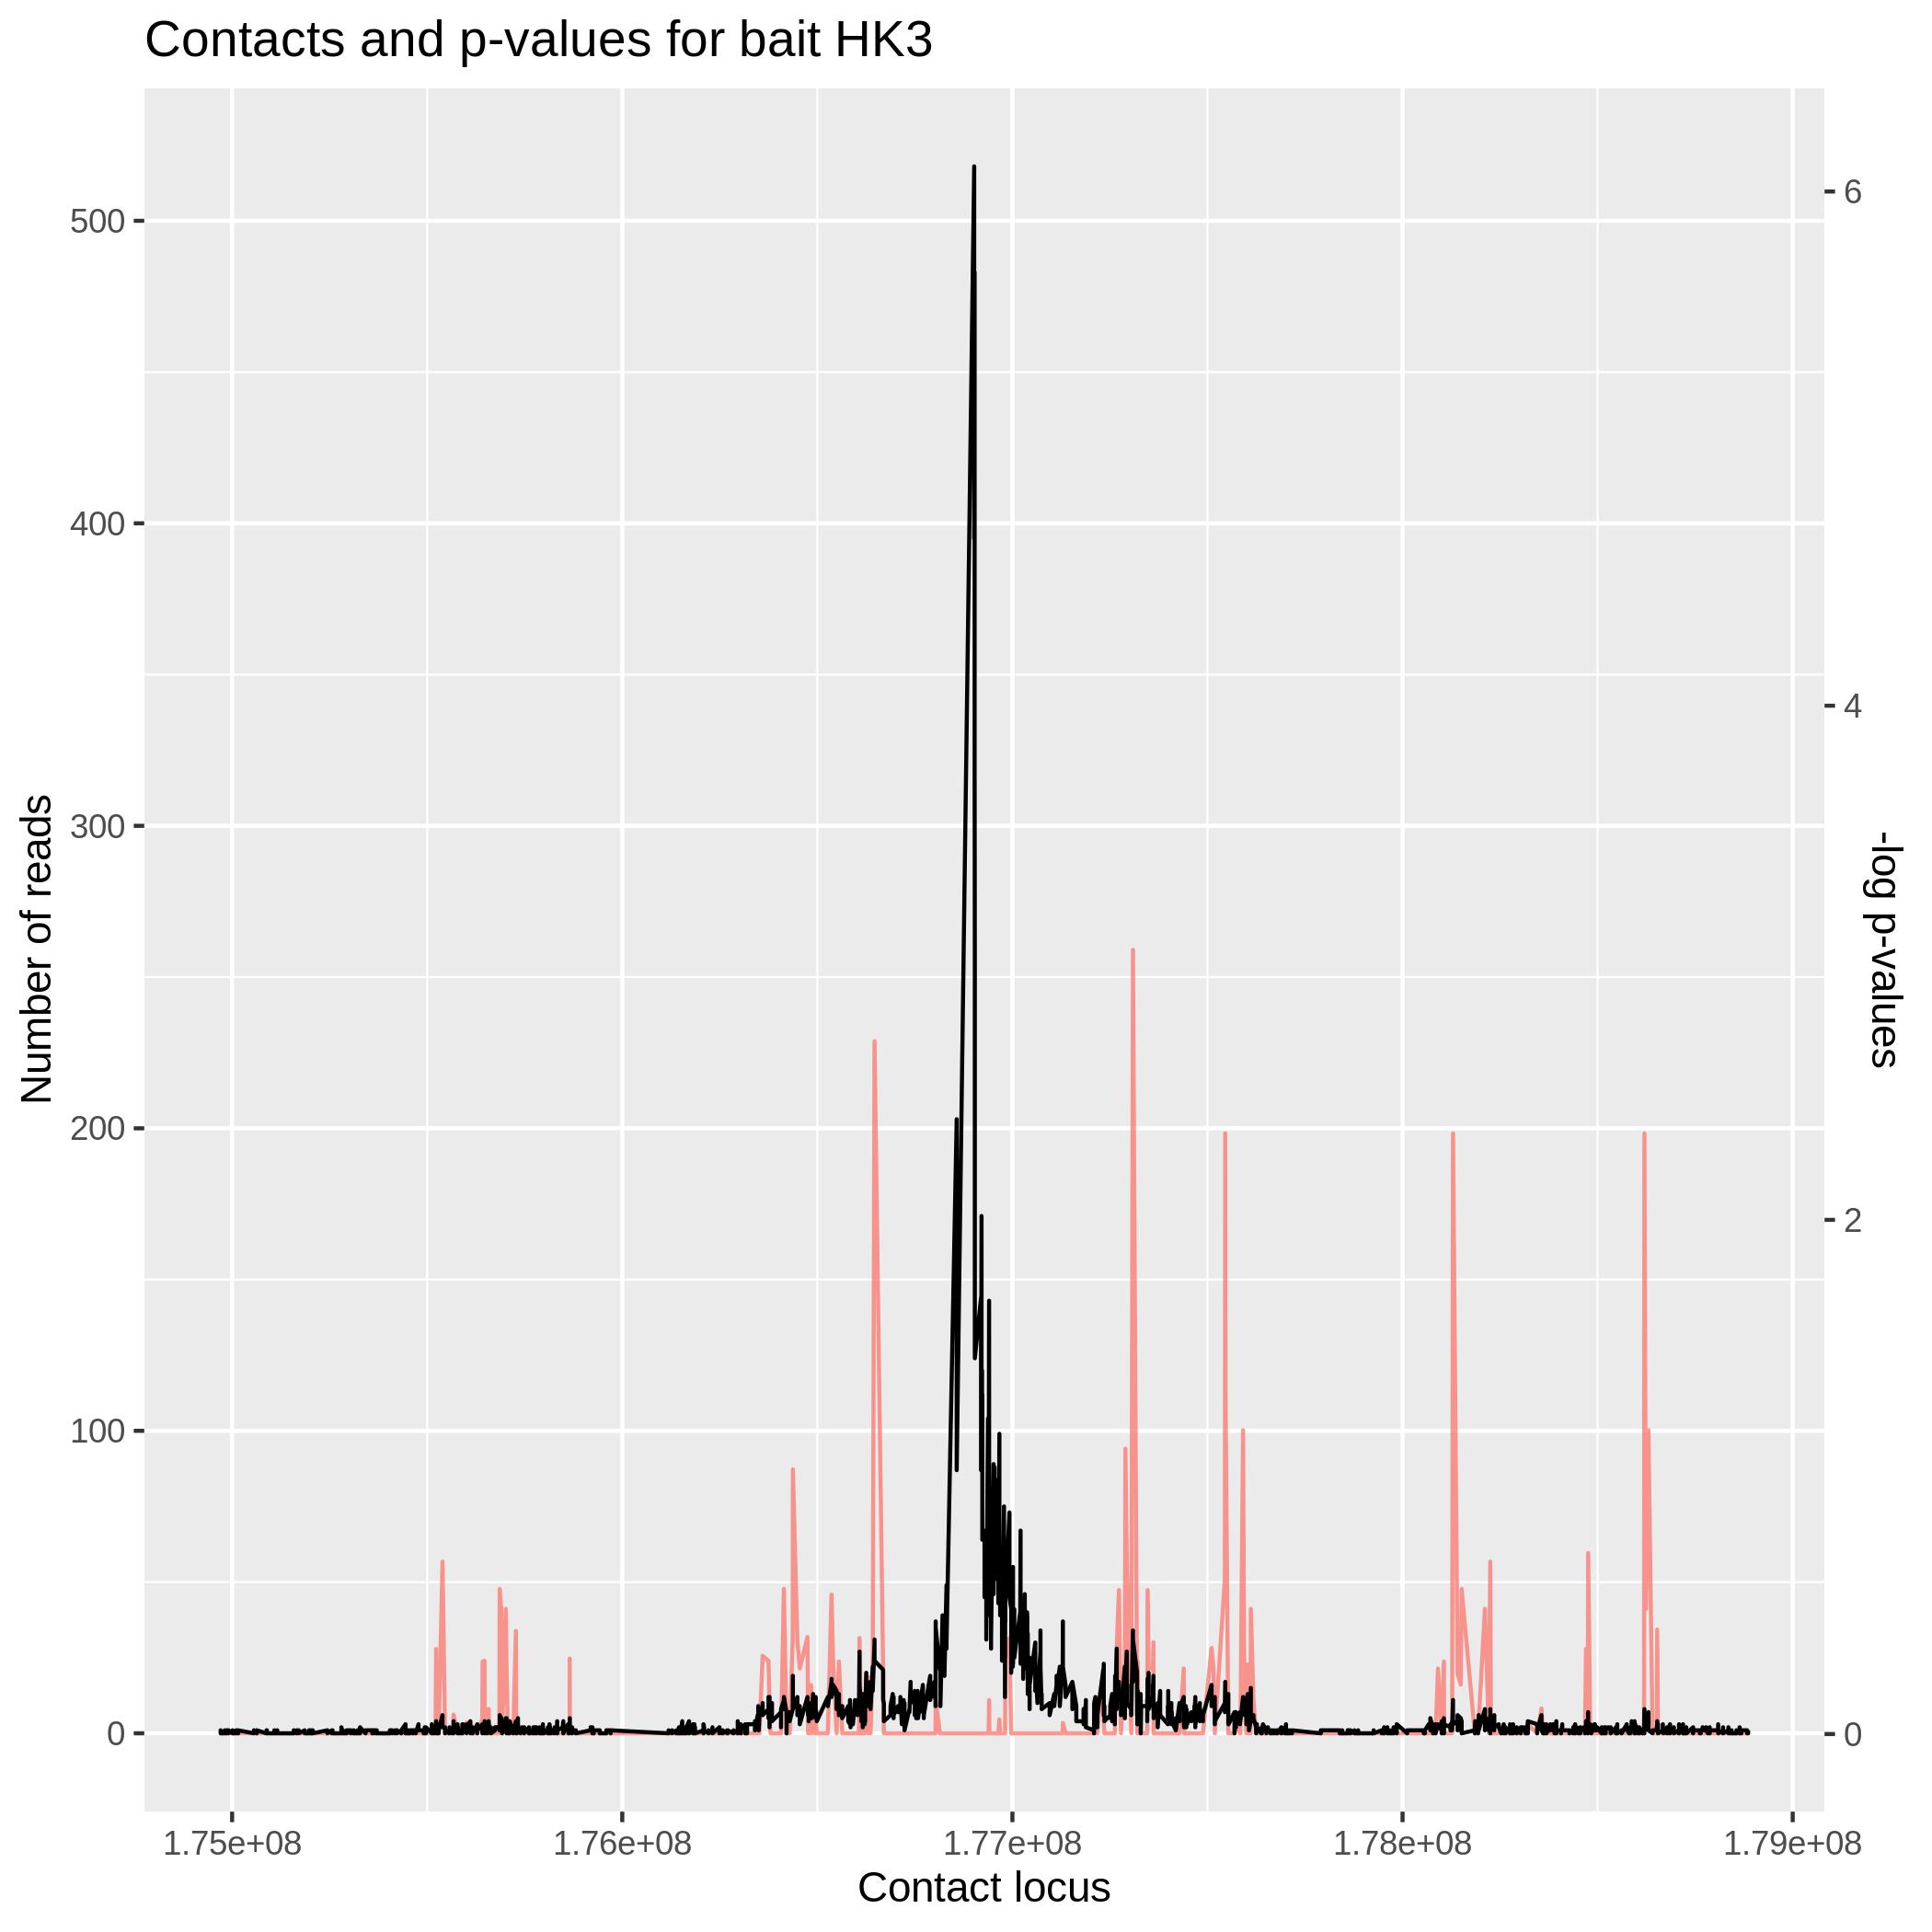 Contacts and p-values for bait HK3
Number of reads
500
400
300
200
100
0
6
4
2
0
-log p-values
1.75e+08
1.76e+08
1.77e+08
1.78e+08
1.79e+08
Contact locus